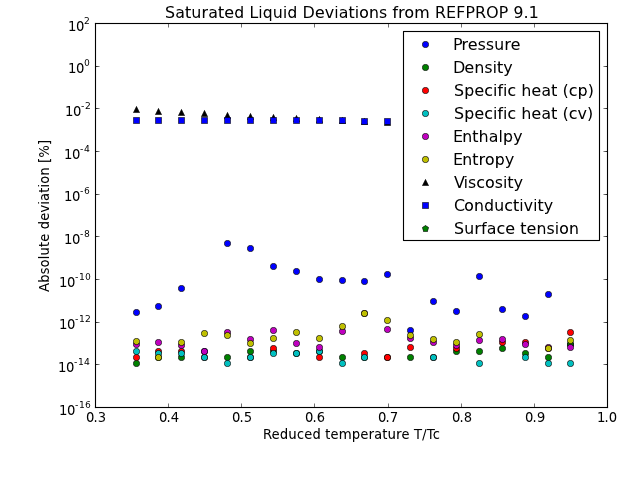 Saturated Liquid Deviations from REFPROP 9.1
Absolute deviation [%]
10^2
10^0
10^-2
10^-4
10^-6
10^-8
10^-10
10^-12
10^-14
10^-16
Pressure
Density
Specific heat (cp)
Specific heat (cv)
Enthalpy
Entropy
Viscosity
Conductivity
Surface tension
0.3 0.4 0.5 0.6 0.7 0.8 0.9 1.0
Reduced temperature T/Tc